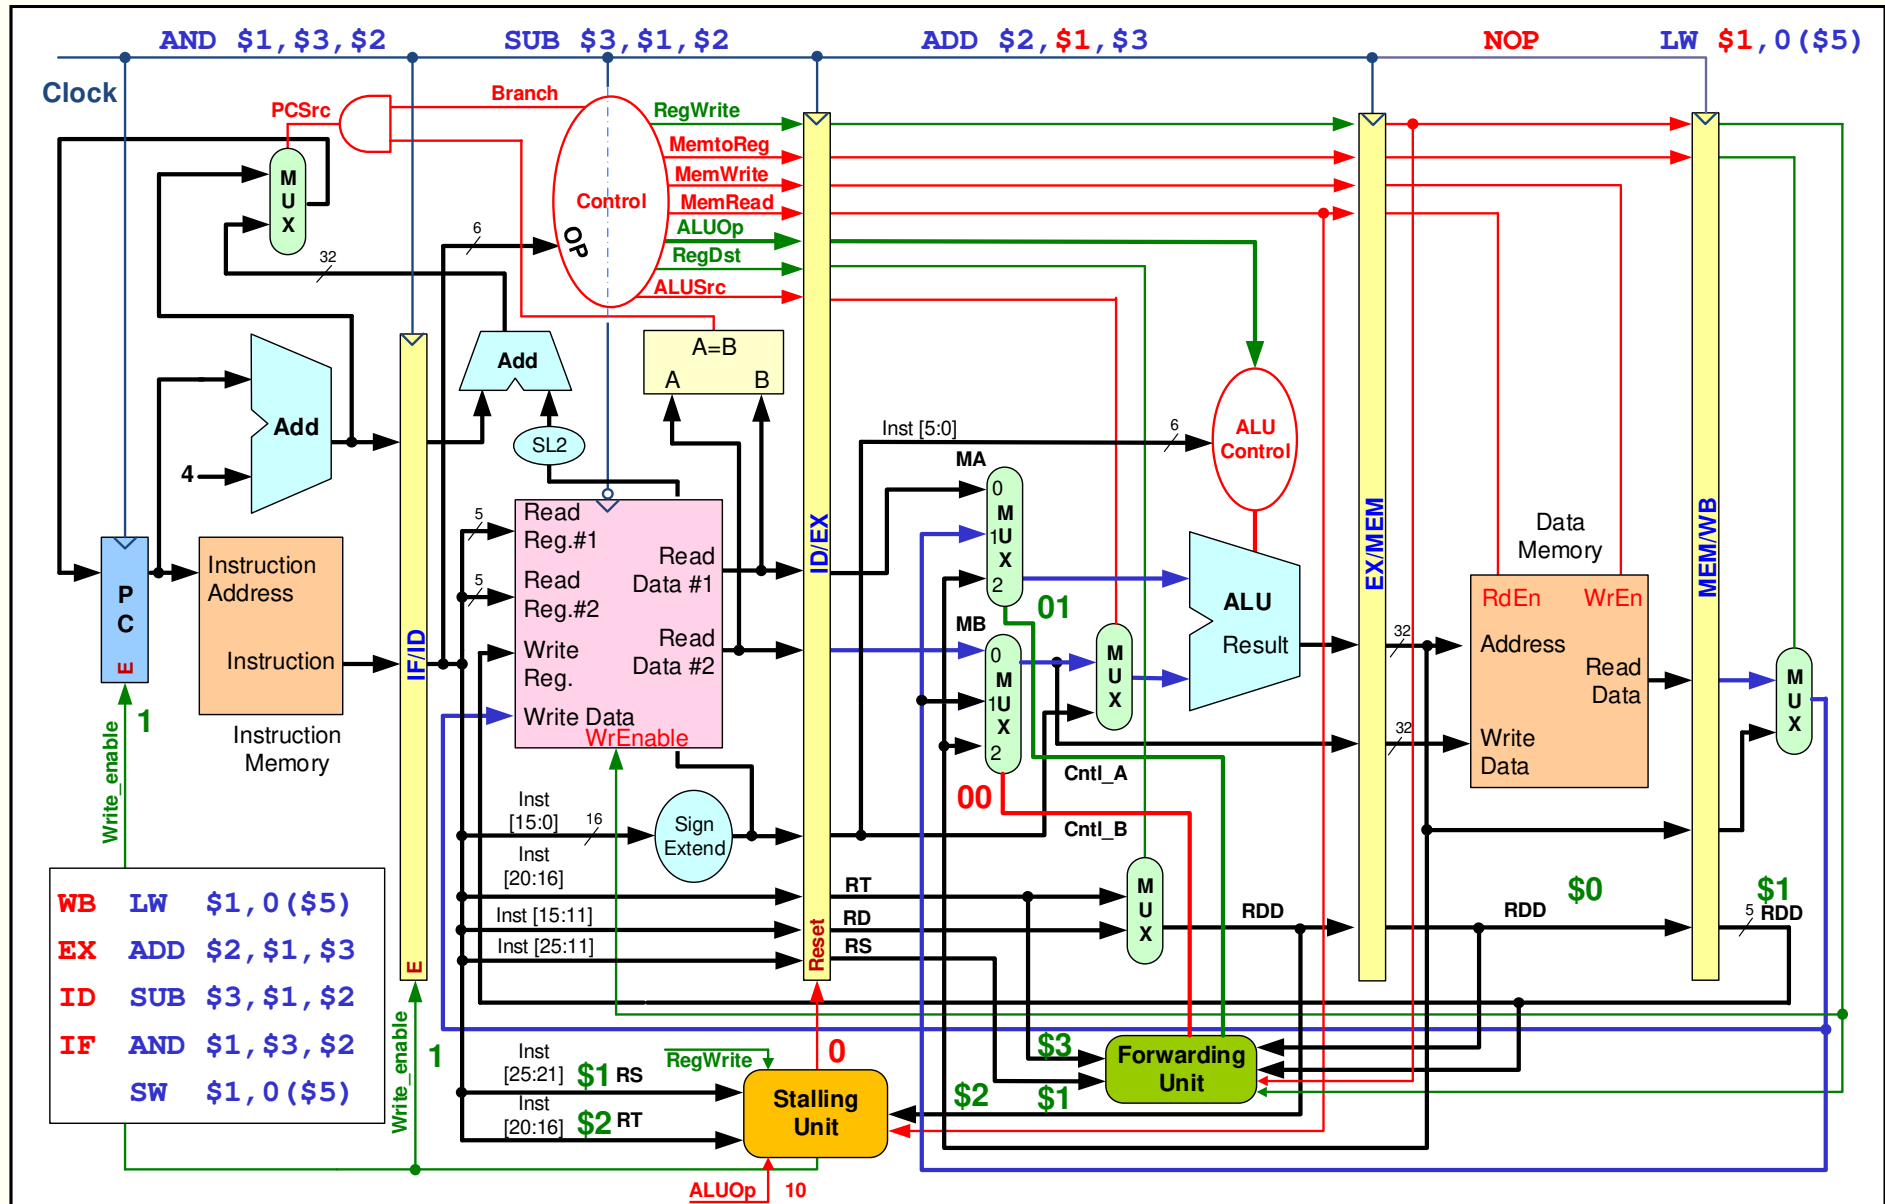 AND $1,$3,$2
SUB $3,$1,$2
ADD $2,$1,$3
NOP
LW $1,0($5)
Clock
PCSrc
Branch
RegWrite
MemtoReg
MemWrite
MemRead
ALUOp
RegDst
ALUSrc
Control
OP
M
U
X
6
32
Add
4
Add
SL2
A=B
A
B
Inst [5:0]
6
ALU
Control
P
C
E
Instruction
Address
Instruction
Instruction
Memory
IF/ID
E
5
5
Read
Reg.#1
Read
Reg.#2
Write
Reg.
Write Data
WrEnable
Read
Data #1
Read
Data #2
ID/EX
Reset
MA
0
M
1U
X
2
01
MB
0
M
1U
X
2
00
Cntl_A
Cntl_B
M
U
X
ALU
Result
EX/MEM
32
32
Data
Memory
RdEn
WrEn
Address
Read
Data
Write
Data
MEM/WB
M
U
X
Write_enable
1
Inst
[15:0]
16
Sign
Extend
Inst
[20:16]
Inst [15:11]
Inst [25:11]
RT
RD
RS
M
U
X
RDD
RDD
$0
$1
5
RDD
WB LW $1,0($5)
EX ADD $2,$1,$3
ID SUB $3,$1,$2
IF AND $1,$3,$2
SW $1,0($5)
Write_enable
1
Inst
[25:21]
$1 RS
Inst
[20:16]
$2 RT
RegWrite
0
Stalling
Unit
$2
$3
$1
Forwarding
Unit
ALUOp 10